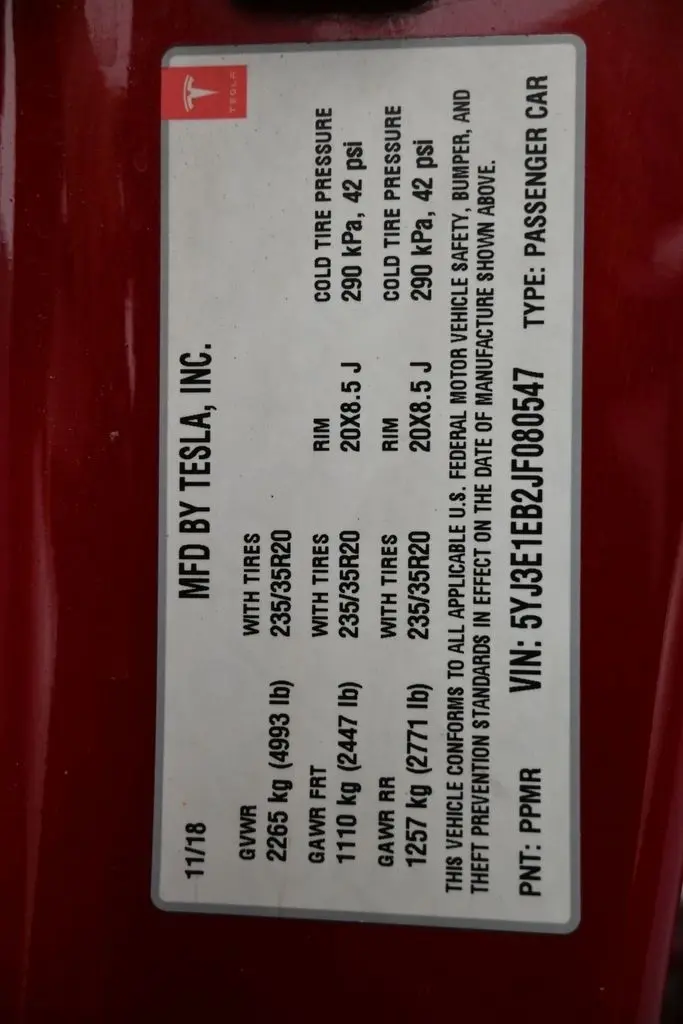 TESLA
11/18 MFD BY TESLA, INC.
GVWR WITH TIRES
2265 kg (4993 lb) 235/35R20
GAWR FRT WITH TIRES RIM COLD TIRE PRESSURE
1110 kg (2447 lb) 235/35R20 20X8.5 J 290 kPa, 42 psi
GAWR RR WITH TIRES RIM COLD TIRE PRESSURE
1257 kg (2771 lb) 235/35R20 20X8.5 J 290 kPa, 42 psi
THIS VEHICLE CONFORMS TO ALL APPLICABLE U.S. FEDERAL MOTOR VEHICLE SAFETY, BUMPER, AND
THEFT PREVENTION STANDARDS IN EFFECT ON THE DATE OF MANUFACTURE SHOWN ABOVE.
PNT: PPMR VIN: 5YJ3E1EB2JF080547 TYPE: PASSENGER CAR